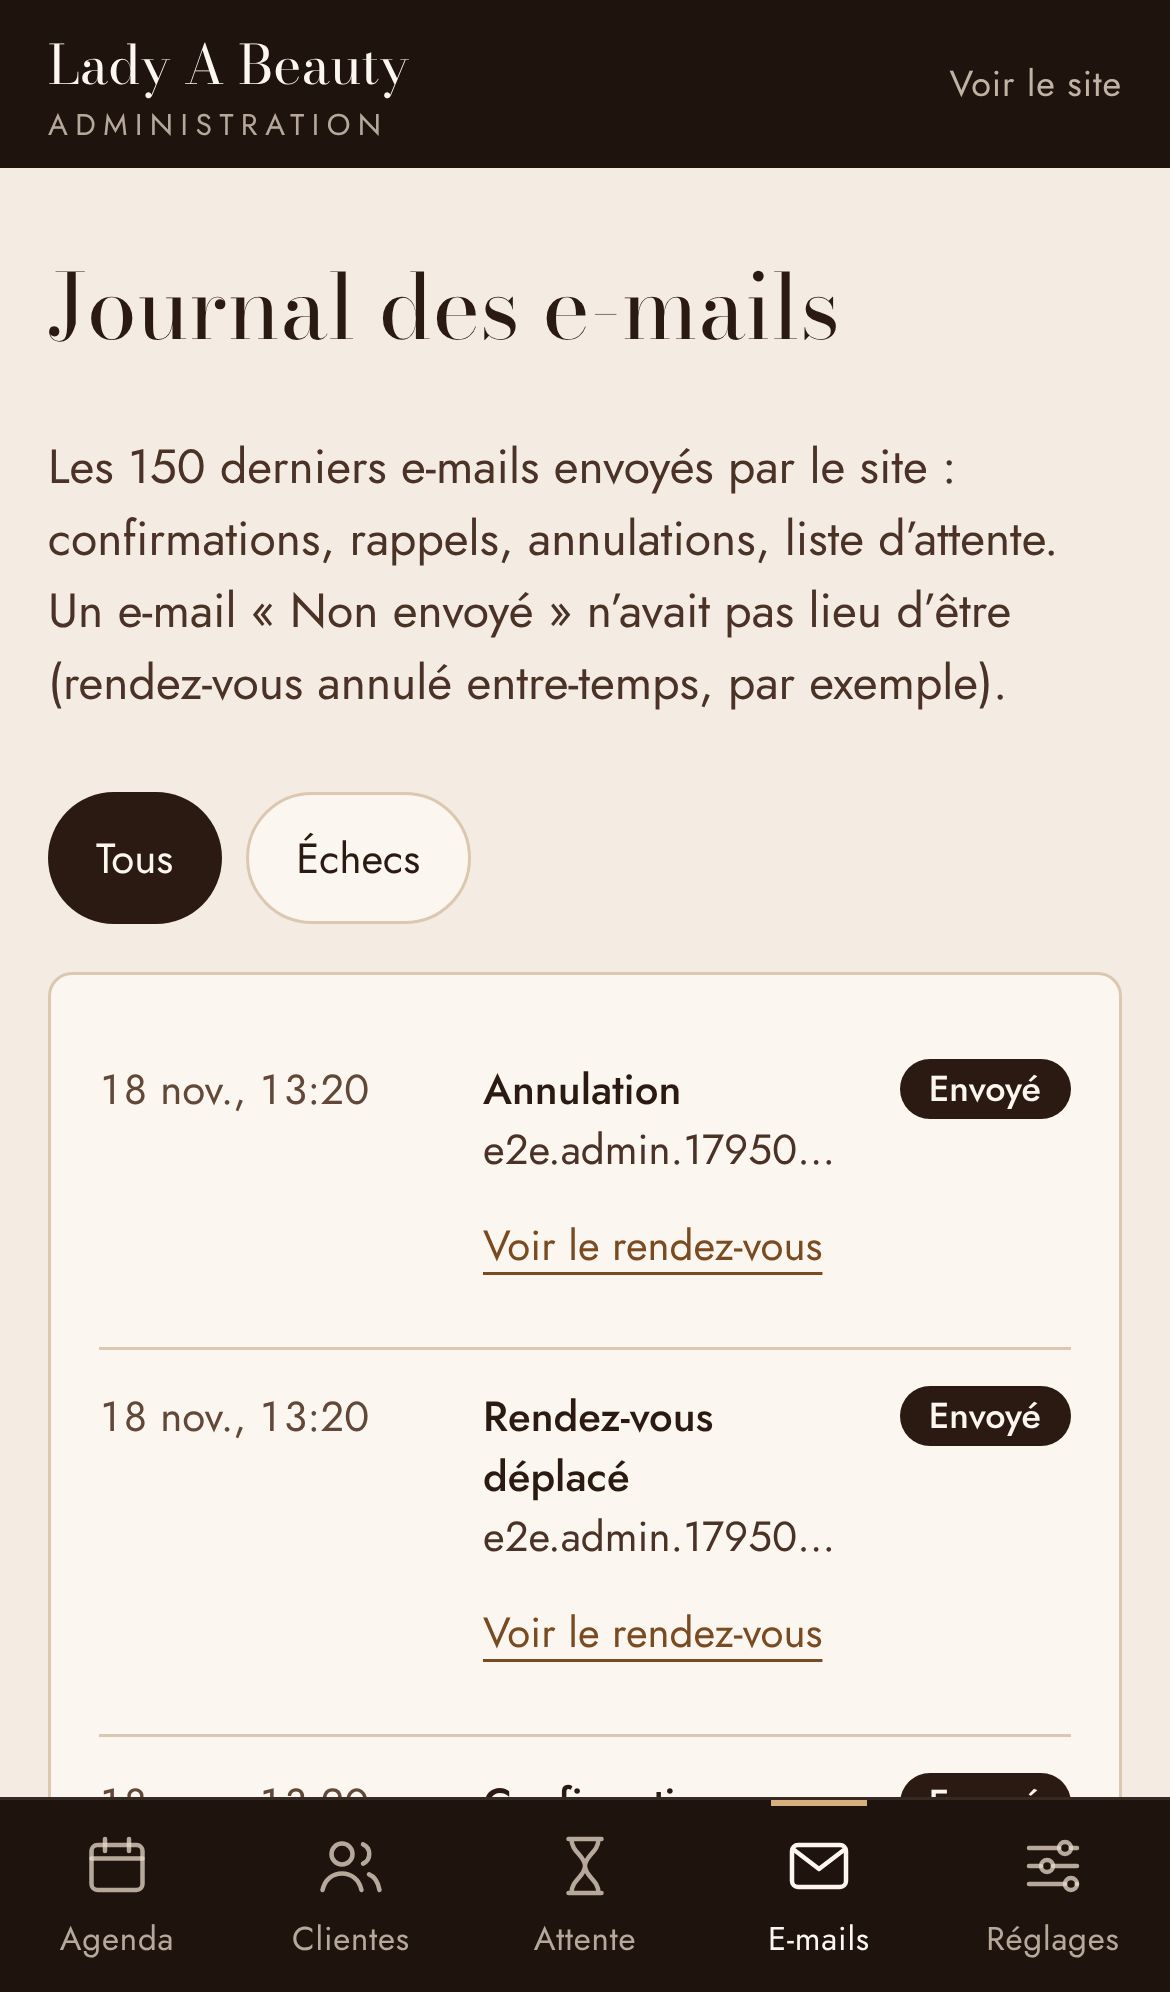 Lady A Beauty
ADMINISTRATION
Voir le site
Journal des e-mails
Les 150 derniers e-mails envoyés par le site :
confirmations, rappels, annulations, liste d’attente.
Un e-mail « Non envoyé » n’avait pas lieu d’être
(rendez-vous annulé entre-temps, par exemple).
Tous
Échecs
18 nov., 13:20
Annulation
Envoyé
e2e.admin.17950…
Voir le rendez-vous
18 nov., 13:20
Rendez-vous
déplacé
Envoyé
e2e.admin.17950…
Voir le rendez-vous
Agenda
Clientes
Attente
E-mails
Réglages